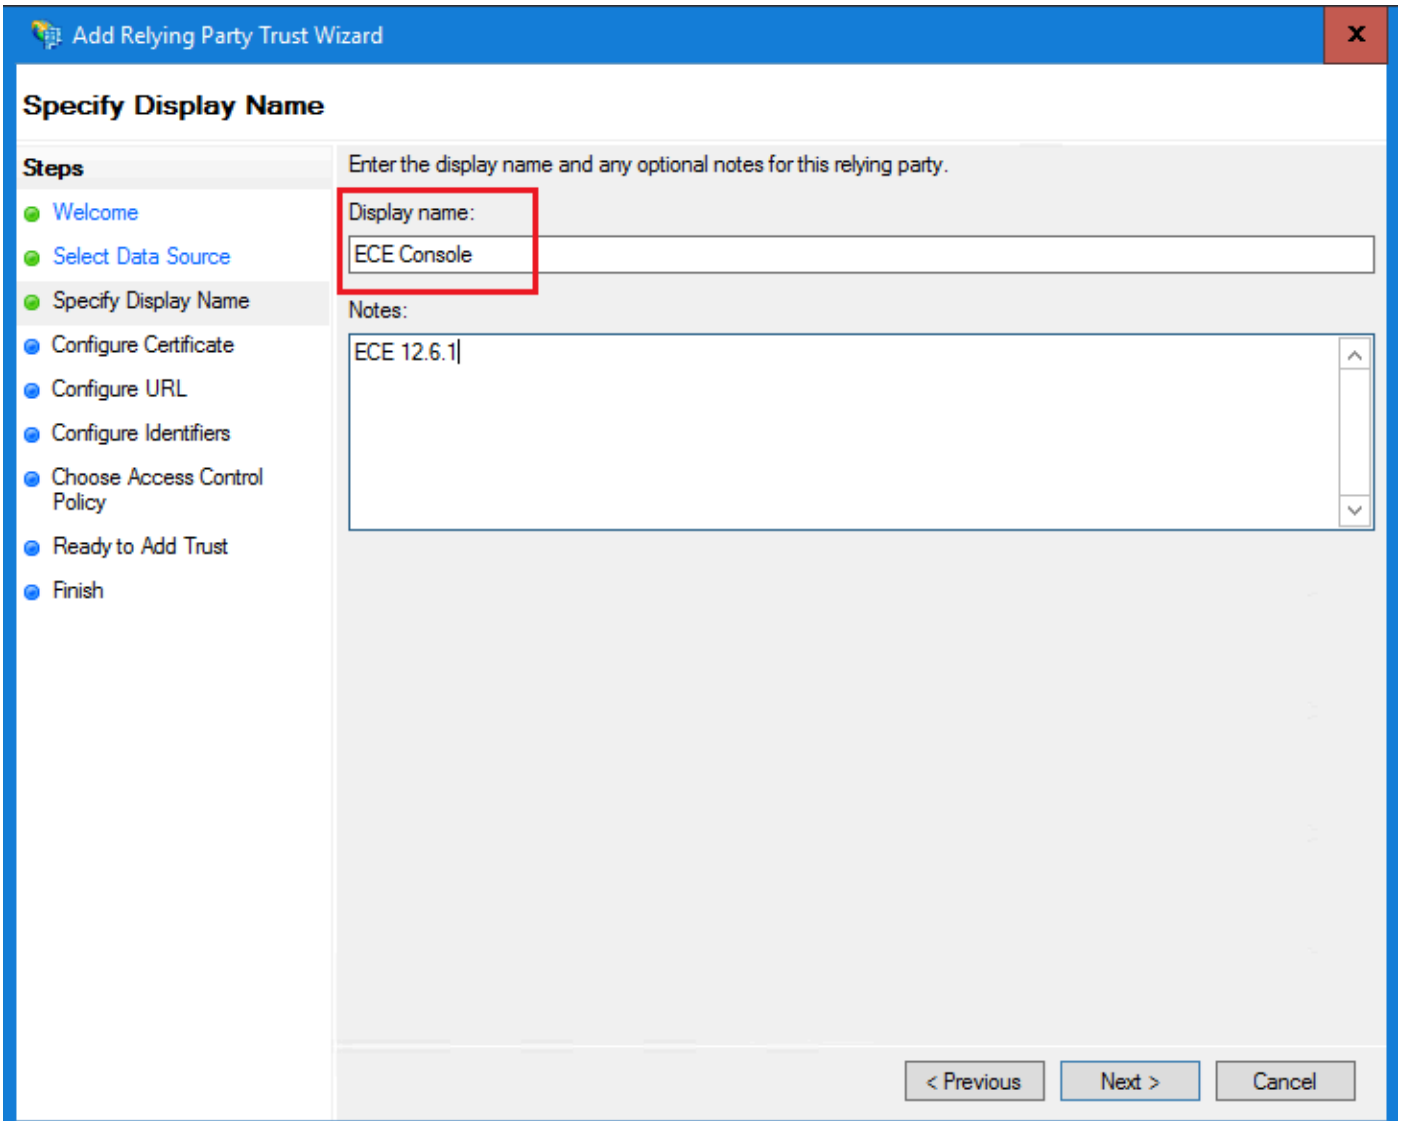 Add Relying Party Trust Wizard
x
Specify Display Name
Steps
Welcome
Select Data Source
Specify Display Name
Configure Certificate
Configure URL
Configure Identifiers
Choose Access Control
Policy
Ready to Add Trust
Finish
Enter the display name and any optional notes for this relying party.
Display name:
ECE Console
Notes:
ECE 12.6.1
< Previous
Next >
Cancel